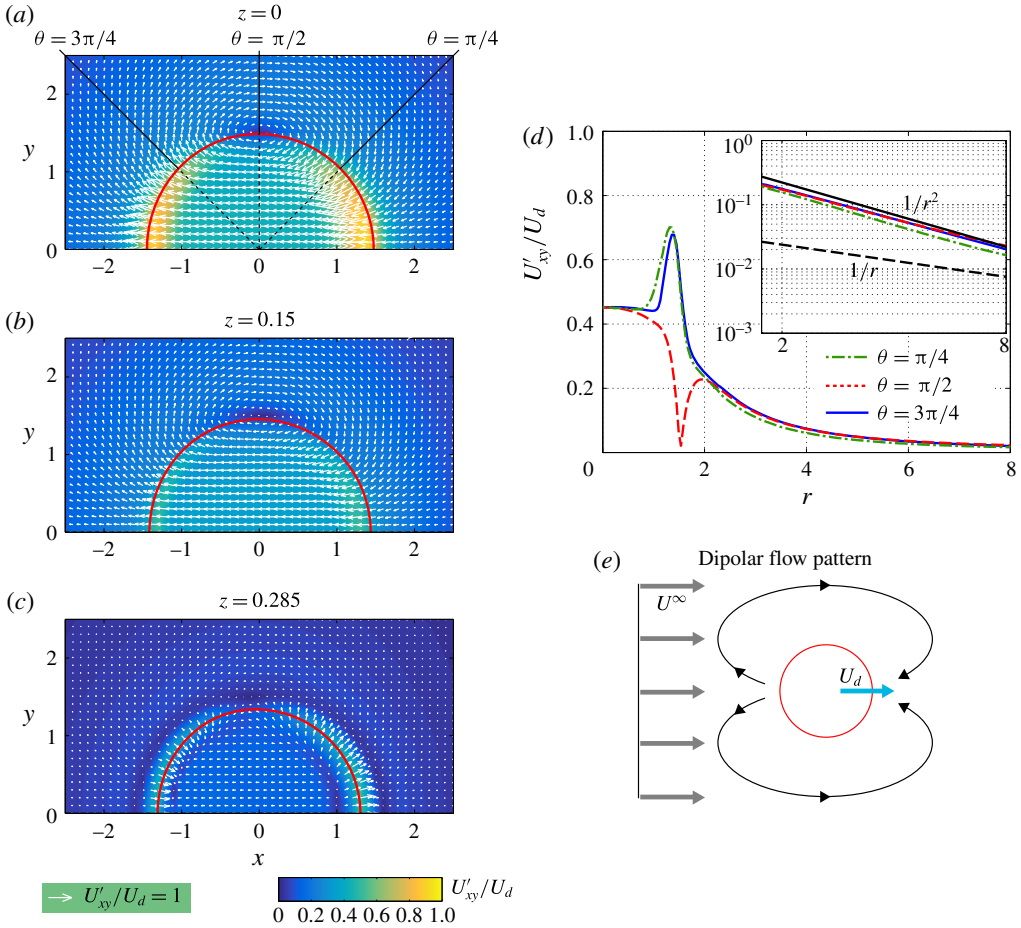 (a)
z = 0
θ = 3π/4
θ = π/2
θ = π/4
2
y
1
0
−2
−1
0
1
2
(b)
z = 0.15
2
y
1
0
−2
−1
0
1
2
(c)
z = 0.285
2
y
1
0
−2
−1
0
1
2
x
U′xy/Ud = 1
U′xy/Ud
0
0.2
0.4
0.6
0.8
1.0
(d)
1.0
0.8
0.6
0.4
0.2
0
2
4
6
8
U′xy/Ud
r
10⁰
10⁻¹
10⁻²
10⁻³
2
8
1/r²
1/r
θ = π/4
θ = π/2
θ = 3π/4
(e)
Dipolar flow pattern
U∞
Ud